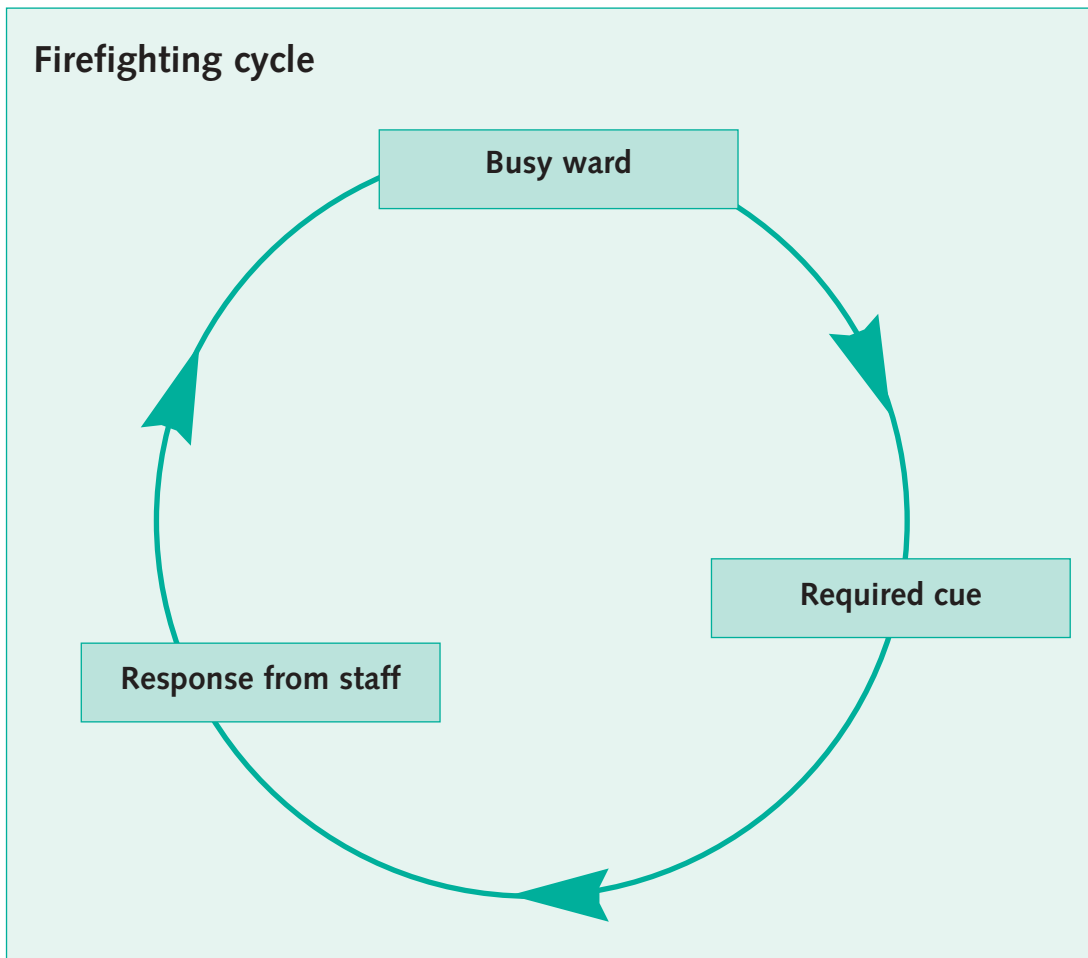 Firefighting cycle
Busy ward
Required cue
Response from staff